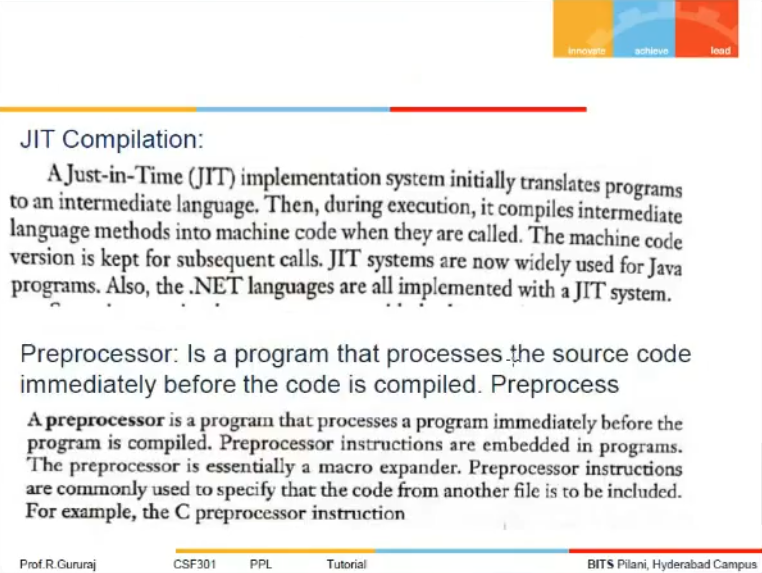 innovate achieve lead
JIT Compilation:
A Just-in-Time (JIT) implementation system initially translates programs
to an intermediate language. Then, during execution, it compiles intermediate
language methods into machine code when they are called. The machine code
version is kept for subsequent calls. JIT systems are now widely used for Java
programs. Also, the .NET languages are all implemented with a JIT system.
Preprocessor: Is a program that processes the source code
immediately before the code is compiled. Preprocess
A preprocessor is a program that processes a program immediately before the
program is compiled. Preprocessor instructions are embedded in programs.
The preprocessor is essentially a macro expander. Preprocessor instructions
are commonly used to specify that the code from another file is to be included.
For example, the C preprocessor instruction
Prof.R.Gururaj CSF301 PPL Tutorial BITS Pilani, Hyderabad Campus